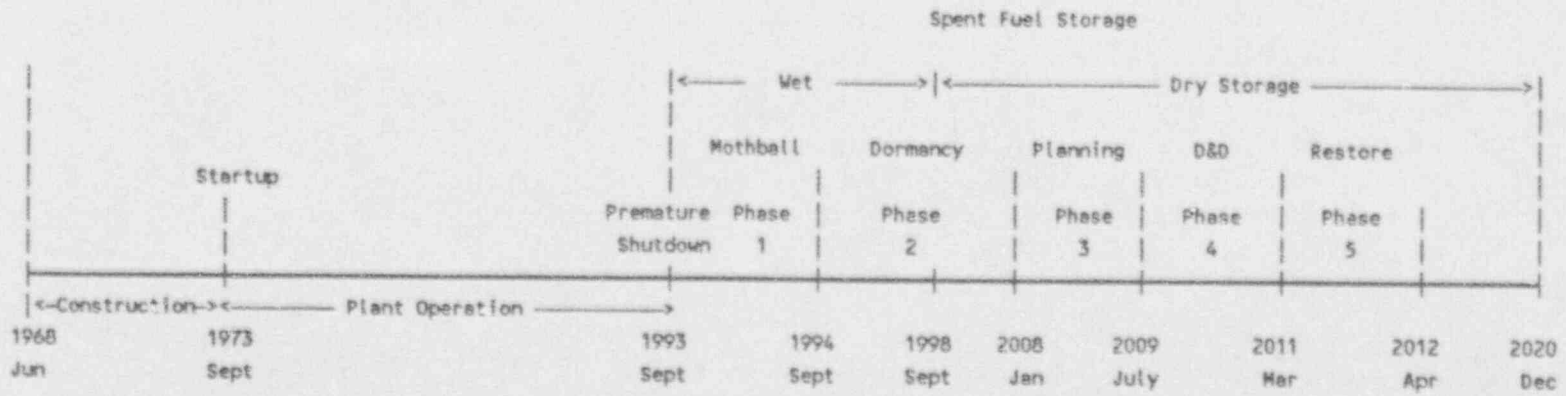 Spent Fuel Storage
|<—— Wet ——>|<—— Dry Storage ——>|
Mothball Dormancy Planning D&D Restore
Startup
Premature Phase Phase Phase Phase Phase
Shutdown 1 2 3 4 5
|<-Construction-><—— Plant Operation ——>
1968 1973 1993 1994 1998 2008 2009 2011 2012 2020
Jun Sept Sept Sept Sept Jan July Mar Apr Dec